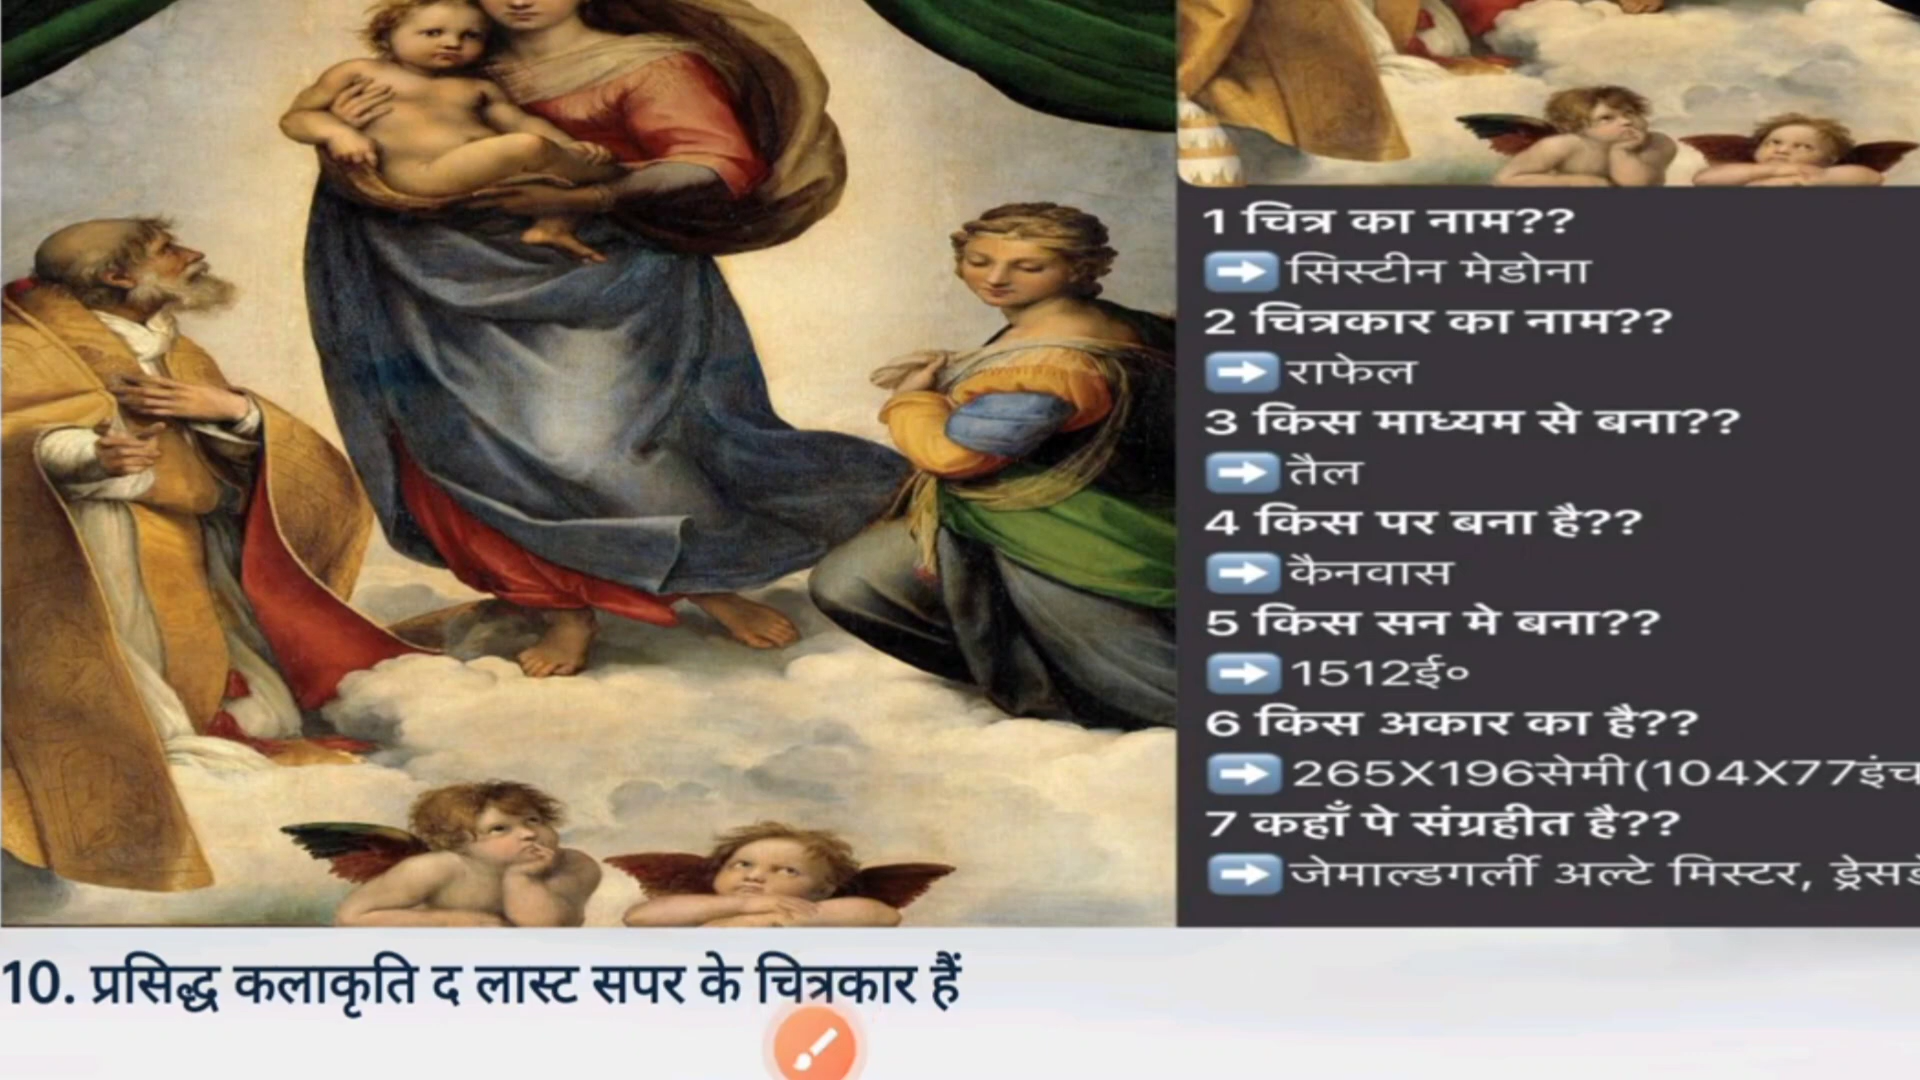 1 चित्र का नाम??
➡️सिस्टीन मेडोना
2 चित्रकार का नाम??
➡️राफेल
3 किस माध्यम से बना??
➡️तैल
4 किस पर बना है??
➡️कैनवास
5 किस सन मे बना??
➡️1512ई०
6 किस अकार का है??
➡️265X196सेमी(104X77इंच
7 कहाँ पे संग्रहीत है??
➡️जेमाल्डगर्ली अल्टे मिस्टर,
10. प्रसिद्ध कलाकृति द लास्ट सपर के चित्रकार हैं